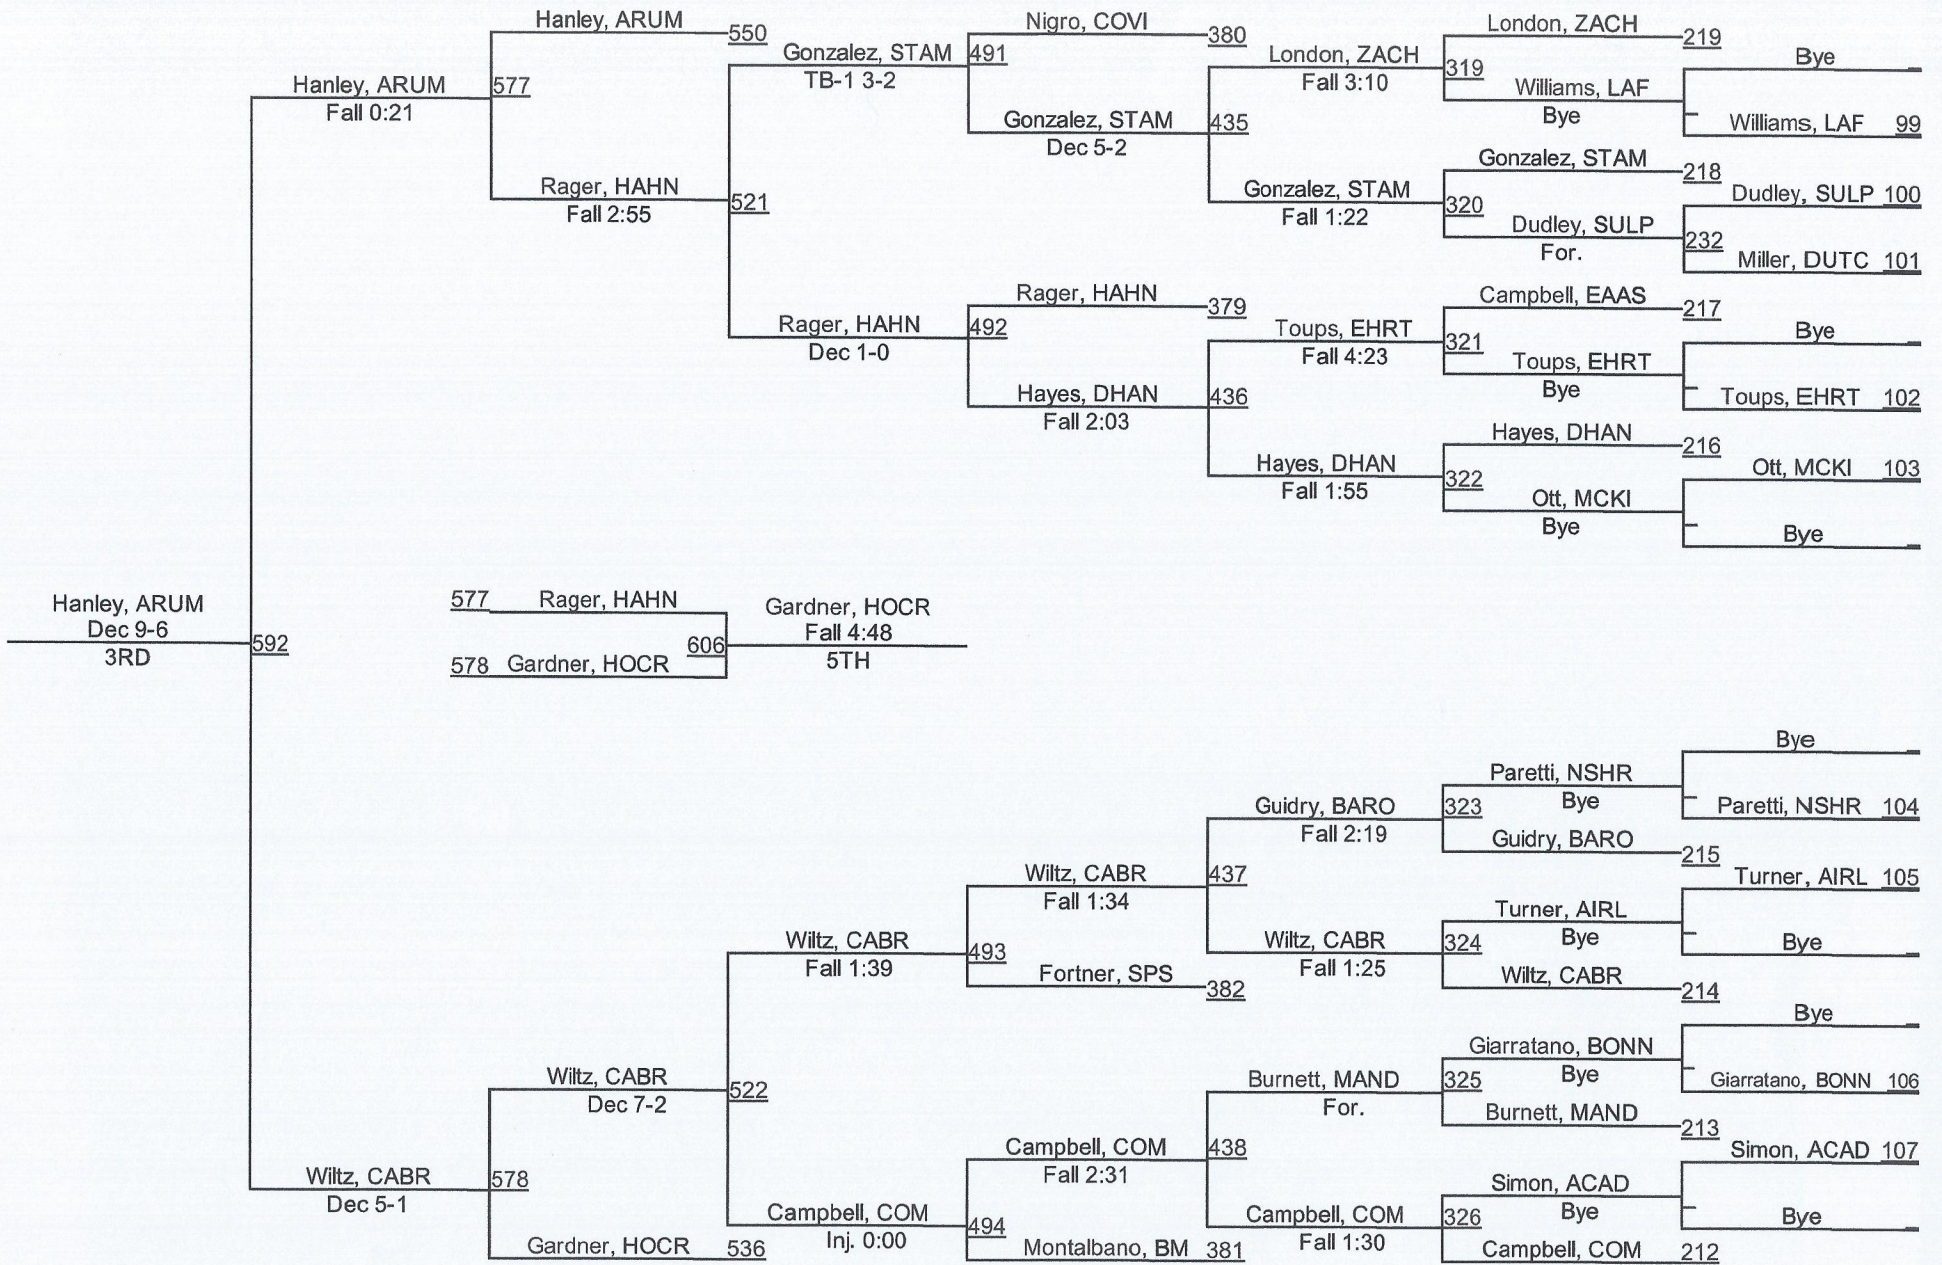 Hanley, ARUM
550
Hanley, ARUM
Fall 0:21
577
Gonzalez, STAM
TB-1 3-2
491
Nigro, COVI
380
Gonzalez, STAM
Dec 5-2
435
London, ZACH
Fall 3:10
319
London, ZACH
219
Williams, LAF
Bye
Bye
Williams, LAF 99
Rager, HAHN
Fall 2:55
521
Gonzalez, STAM
Fall 1:22
320
Gonzalez, STAM
218
Dudley, SULP
For.
232
Dudley, SULP 100
Miller, DUTC 101
Rager, HAHN
Dec 1-0
492
Rager, HAHN
379
Hayes, DHAN
Fall 2:03
436
Toups, EHRT
Fall 4:23
321
Campbell, EAAS
217
Toups, EHRT
Bye
Bye
Toups, EHRT 102
Hayes, DHAN
Fall 1:55
322
Hayes, DHAN
216
Ott, MCKI
Bye
Ott, MCKI 103
Bye
Hanley, ARUM
Dec 9-6
3RD
592
577 Rager, HAHN
578 Gardner, HOCR
606
Gardner, HOCR
Fall 4:48
5TH
Bye
Paretti, NSHR
Bye
Paretti, NSHR 104
Guidry, BARO
Fall 2:19
323
Guidry, BARO
215
Wiltz, CABR
Fall 1:34
437
Turner, AIRL 105
Turner, AIRL
Bye
Bye
Wiltz, CABR
Fall 1:39
493
Fortner, SPS
382
Wiltz, CABR
Fall 1:25
324
Wiltz, CABR
214
Bye
Giarratano, BONN
Bye
Giarratano, BONN 106
Wiltz, CABR
Dec 7-2
522
Burnett, MAND
For.
325
Burnett, MAND
213
Campbell, COM
Fall 2:31
438
Simon, ACAD 107
Simon, ACAD
Bye
Bye
Wiltz, CABR
Dec 5-1
578
Campbell, COM
Inj. 0:00
494
Campbell, COM
Fall 1:30
326
Gardner, HOCR 536
Montalbano, BM 381
Campbell, COM 212